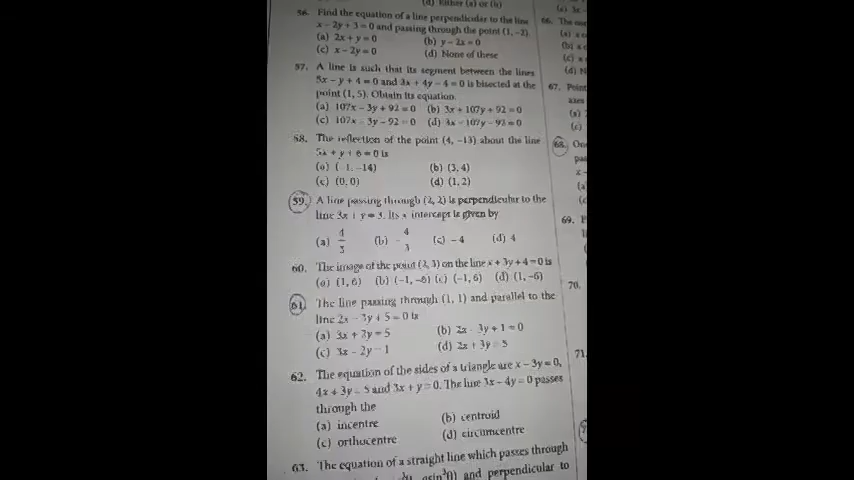 (d) Either (a) or (b)
56. Find the equation of a line perpendicular to the line
x − 2y + 3 = 0 and passing through the point (1, −2)
(a) 2x + y = 0 (b) y − 2x = 0
(c) x − 2y = 0 (d) None of these
57. A line is such that its segment between the lines
5x − y + 4 = 0 and 3x + 4y − 4 = 0 is bisected at the
point (1, 5). Obtain its equation.
(a) 107x − 3y + 92 = 0 (b) 3x + 107y + 92 = 0
(c) 107x − 3y − 92 = 0 (d) 3x − 107y − 92 = 0
58. The reflection of the point (4, −13) about the line
5x + y + 6 = 0 is
(a) (−1, −14) (b) (3, 4)
(c) (0, 0) (d) (1, 2)
59. A line passing through (2, 2) is perpendicular to the
line 3x + y = 3. Its x intercept is given by
(a) 4/3 (b) −4/3 (c) −4 (d) 4
60. The image of the point (2, 3) on the line x + 3y + 4 = 0 is
(a) (1, 6) (b) (−1, −6) (c) (−1, 6) (d) (1, −6)
61. The line passing through (1, 1) and parallel to the
line 2x − 3y + 5 = 0 is
(a) 3x + 2y = 5 (b) 2x − 3y + 1 = 0
(c) 3x − 2y = 1 (d) 2x + 3y = 5
62. The equation of the sides of a triangle are x − 3y = 0,
4x + 3y = 5 and 3x + y = 0. The line 3x − 4y = 0 passes
through the
(a) incentre (b) centroid
(c) orthocentre (d) circumcentre
63. The equation of a straight line which passes through
and perpendicular to
66. The
(a)
(b)
(c)
(d)
67. Point
axes
(a)
(c)
68. One
(a)
69.
70.
71.